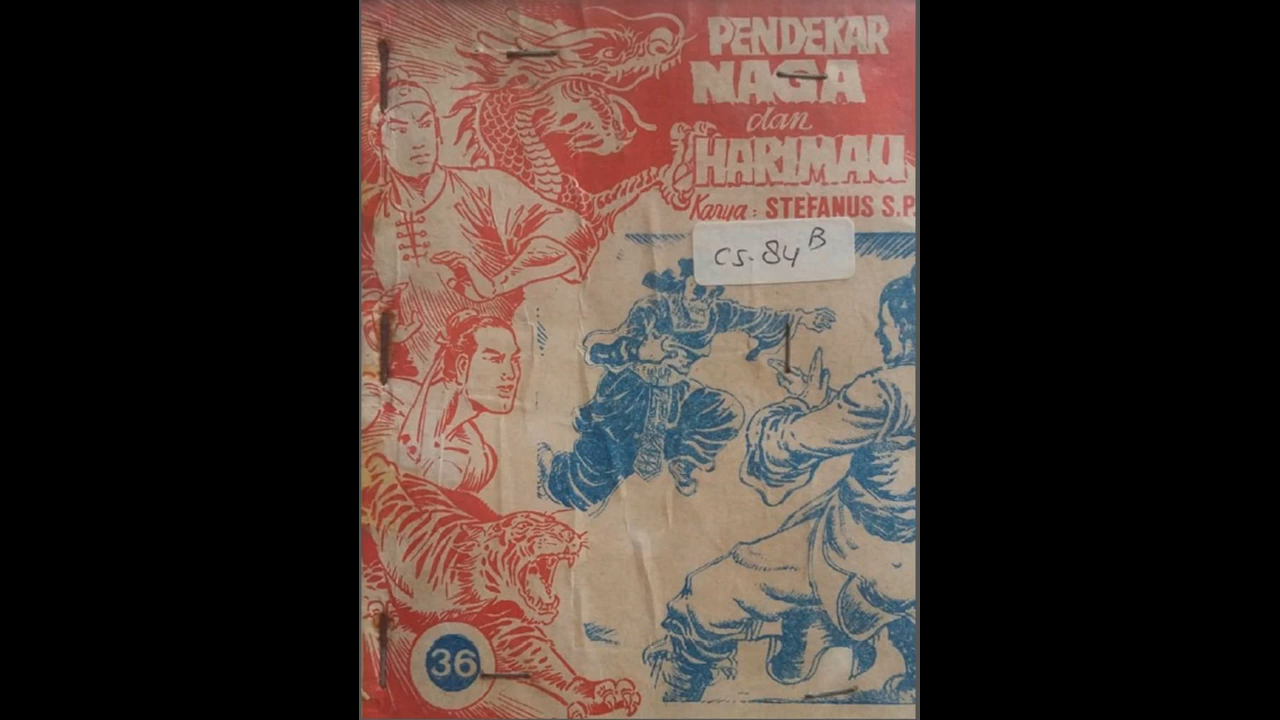 PENDEKAR
NAGA
dan
HARIMAU
Karya : STEFANUS S.P.
CS. 84 B
36